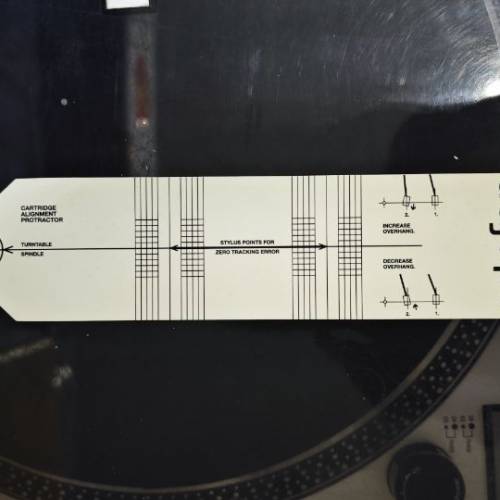 CARTRIDGE
ALIGNMENT
PROTRACTOR
TURNTABLE
SPINDLE
STYLUS POINTS FOR
ZERO TRACKING ERROR
2. 1.
INCREASE
OVERHANG.
DECREASE
OVERHANG.
2. 1.